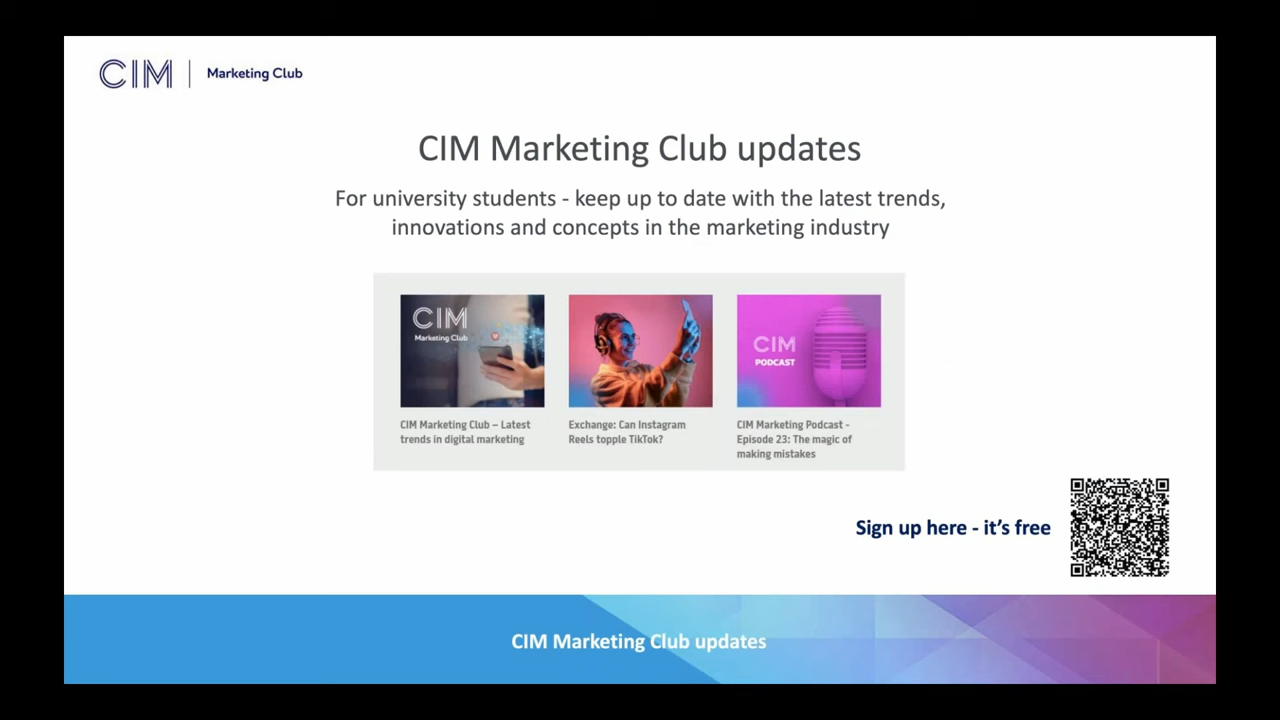 CIM | Marketing Club
CIM Marketing Club updates
For university students - keep up to date with the latest trends,
innovations and concepts in the marketing industry
CIM
Marketing Club
CIM
PODCAST
CIM Marketing Club – Latest
trends in digital marketing
Exchange: Can Instagram
Reels topple TikTok?
CIM Marketing Podcast -
Episode 23: The magic of
making mistakes
Sign up here - it’s free
CIM Marketing Club updates